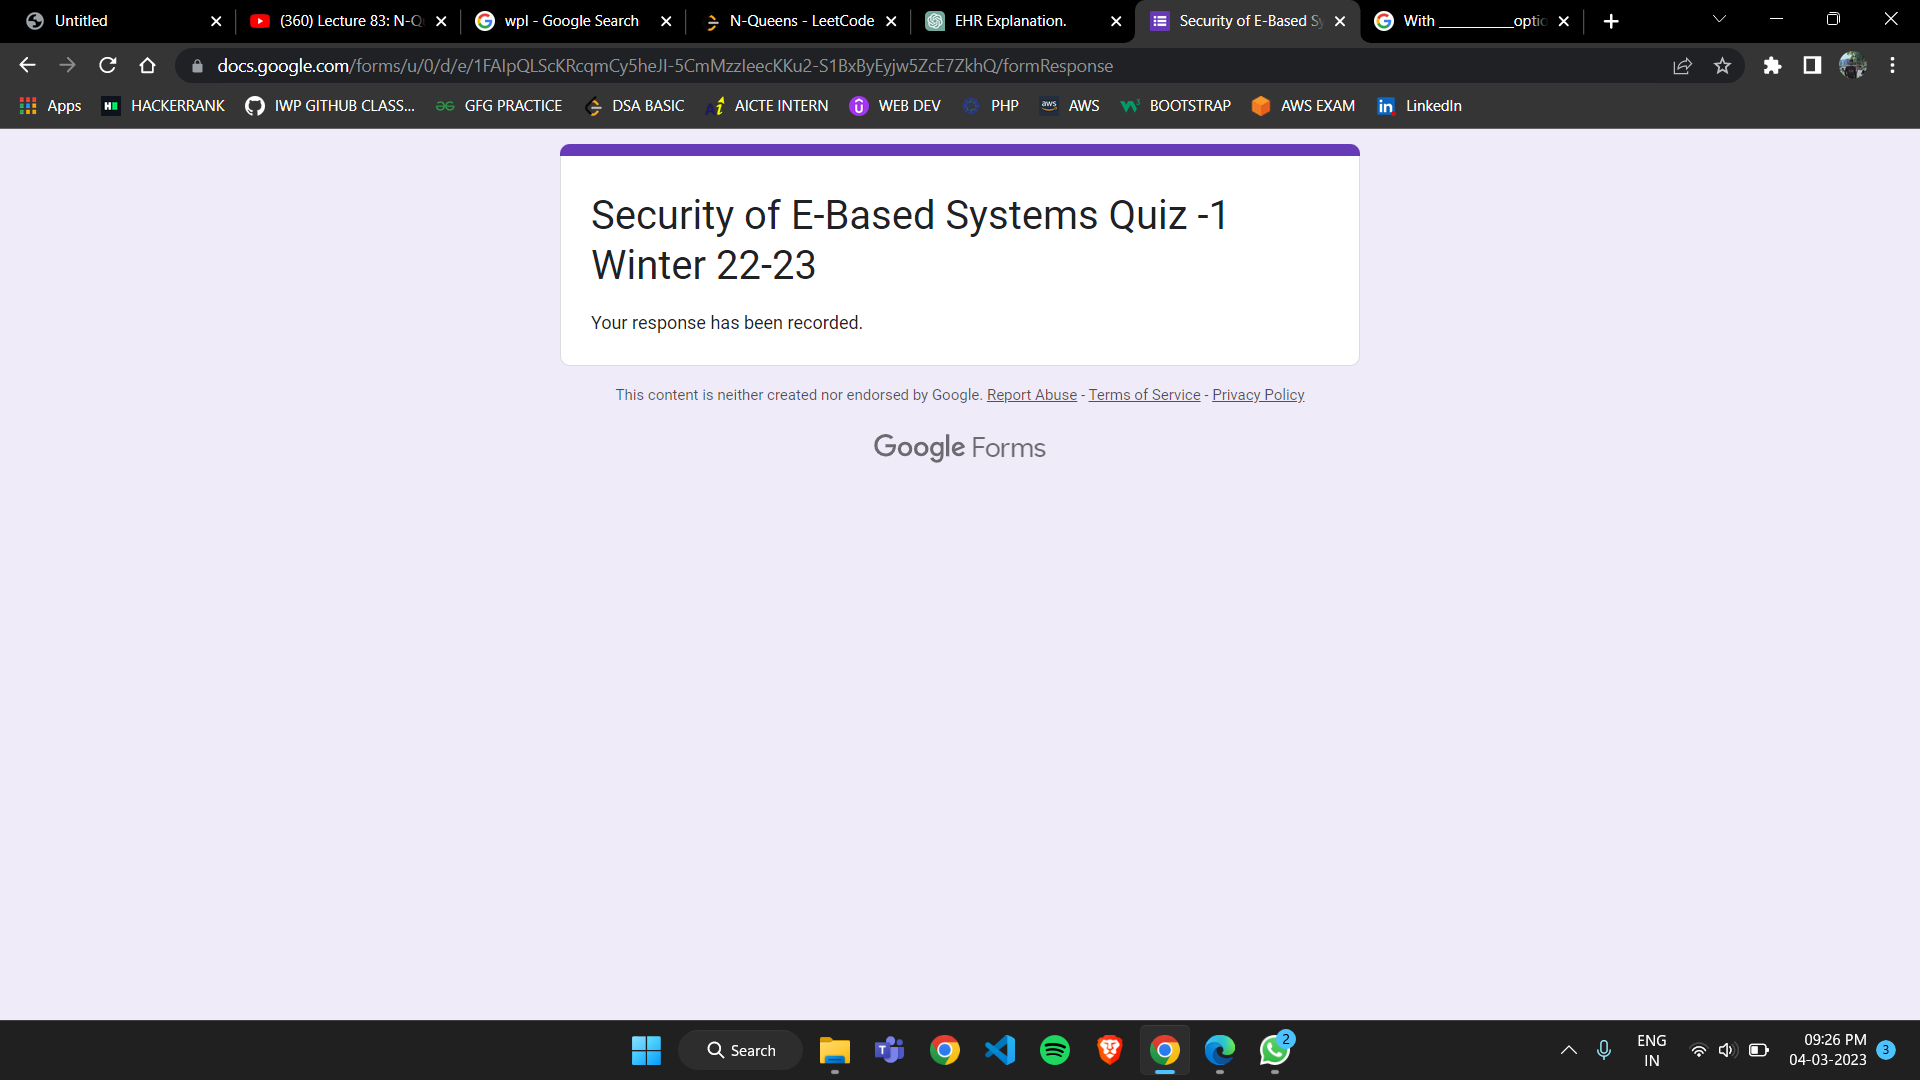 Untitled
(360) Lecture 83: N-Q
wpl - Google Search
N-Queens - LeetCode
EHR Explanation.
Security of E-Based Sy
With ___________optio
docs.google.com/forms/u/0/d/e/1FAIpQLScKRcqmCy5heJI-5CmMzzIeecKKu2-S1BxByEyjw5ZcE7ZkhQ/formResponse
Apps
HACKERRANK
IWP GITHUB CLASS...
GFG PRACTICE
DSA BASIC
AICTE INTERN
WEB DEV
PHP
AWS
BOOTSTRAP
AWS EXAM
LinkedIn
Security of E-Based Systems Quiz -1
Winter 22-23
Your response has been recorded.
This content is neither created nor endorsed by Google. Report Abuse - Terms of Service - Privacy Policy
Google Forms
Search
2
ENG
IN
09:26 PM
04-03-2023
3